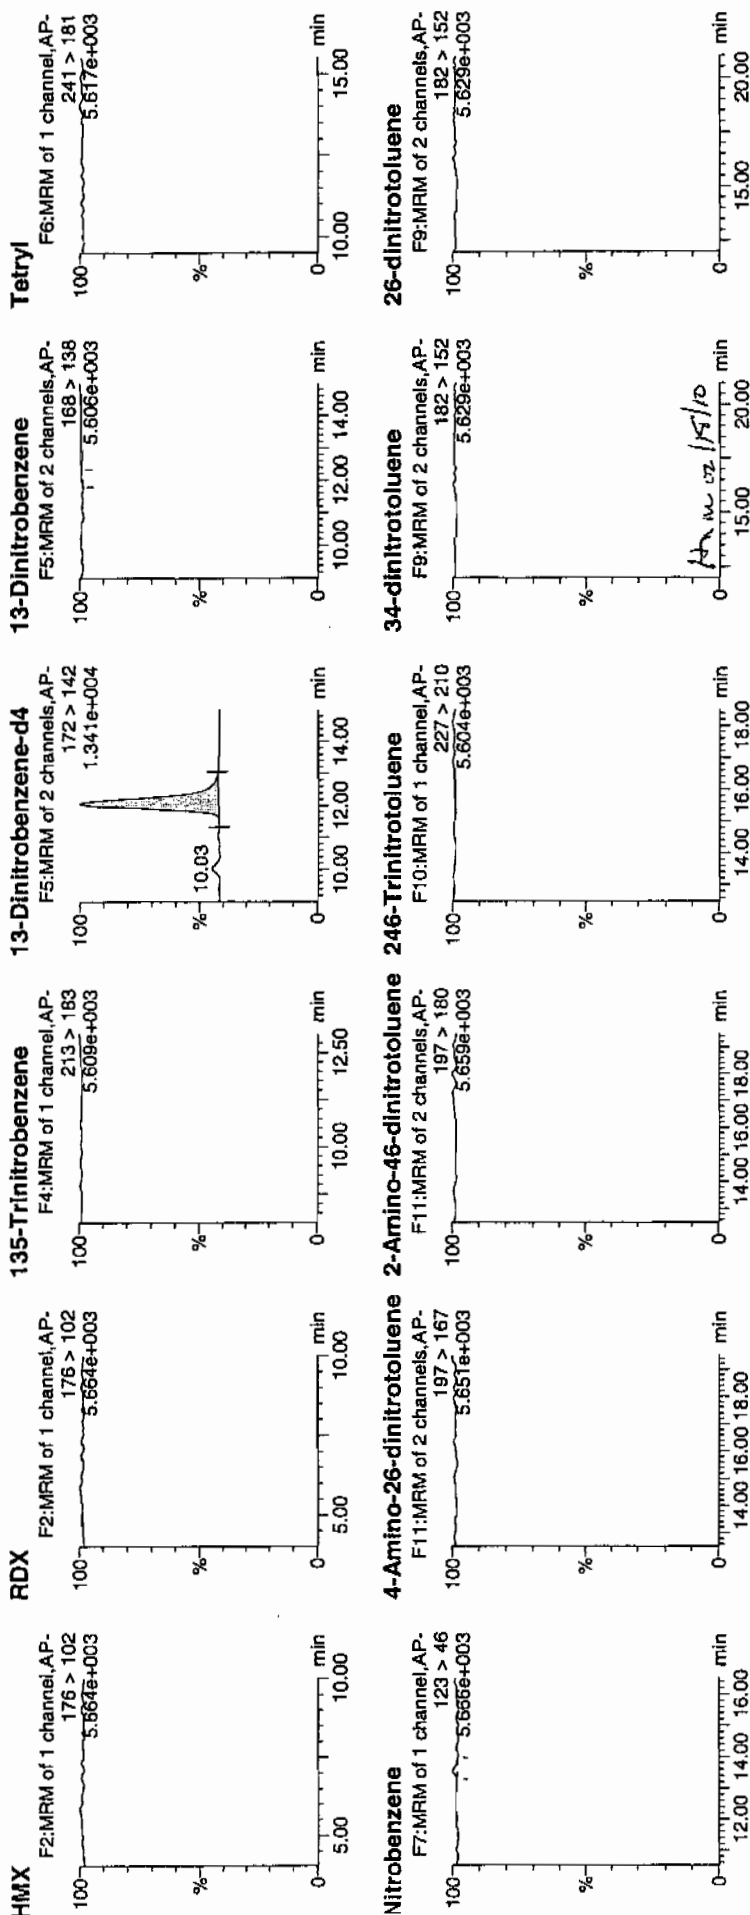 HMX
F2:MRM of 1 channel,AP-
176 > 102
5.664e+003
100
%
0
5.00
10.00
min
RDX
F2:MRM of 1 channel,AP-
176 > 102
5.664e+003
100
%
0
5.00
10.00
min
135-Trinitrobenzene
F4:MRM of 1 channel,AP-
213 > 183
5.609e+003
100
%
0
10.00
12.50
min
13-Dinitrobenzene-d4
F5:MRM of 2 channels,AP-
172 > 142
1.341e+004
100
10.03
%
0
10.00
12.00
14.00
min
13-Dinitrobenzene
F5:MRM of 2 channels,AP-
168 > 138
5.606e+003
100
%
0
10.00
12.00
14.00
min
Tetryl
F6:MRM of 1 channel,AP-
241 > 181
5.617e+003
100
%
0
10.00
15.00
min
Nitrobenzene
F7:MRM of 1 channel,AP-
123 > 46
5.666e+003
100
%
0
12.00
14.00
16.00
min
4-Amino-26-dinitrotoluene
F11:MRM of 2 channels,AP-
197 > 167
5.651e+003
100
%
0
14.00
16.00
18.00
min
2-Amino-46-dinitrotoluene
F11:MRM of 2 channels,AP-
197 > 180
5.659e+003
100
%
0
14.00
16.00
18.00
min
246-Trinitrotoluene
F10:MRM of 1 channel,AP-
227 > 210
5.604e+003
100
%
0
14.00
16.00
18.00
min
34-dinitrotoluene
F9:MRM of 2 channels,AP-
182 > 152
5.629e+003
100
%
0
15.00
20.00
min
26-dinitrotoluene
F9:MRM of 2 channels,AP-
182 > 152
5.629e+003
100
%
0
15.00
20.00
min